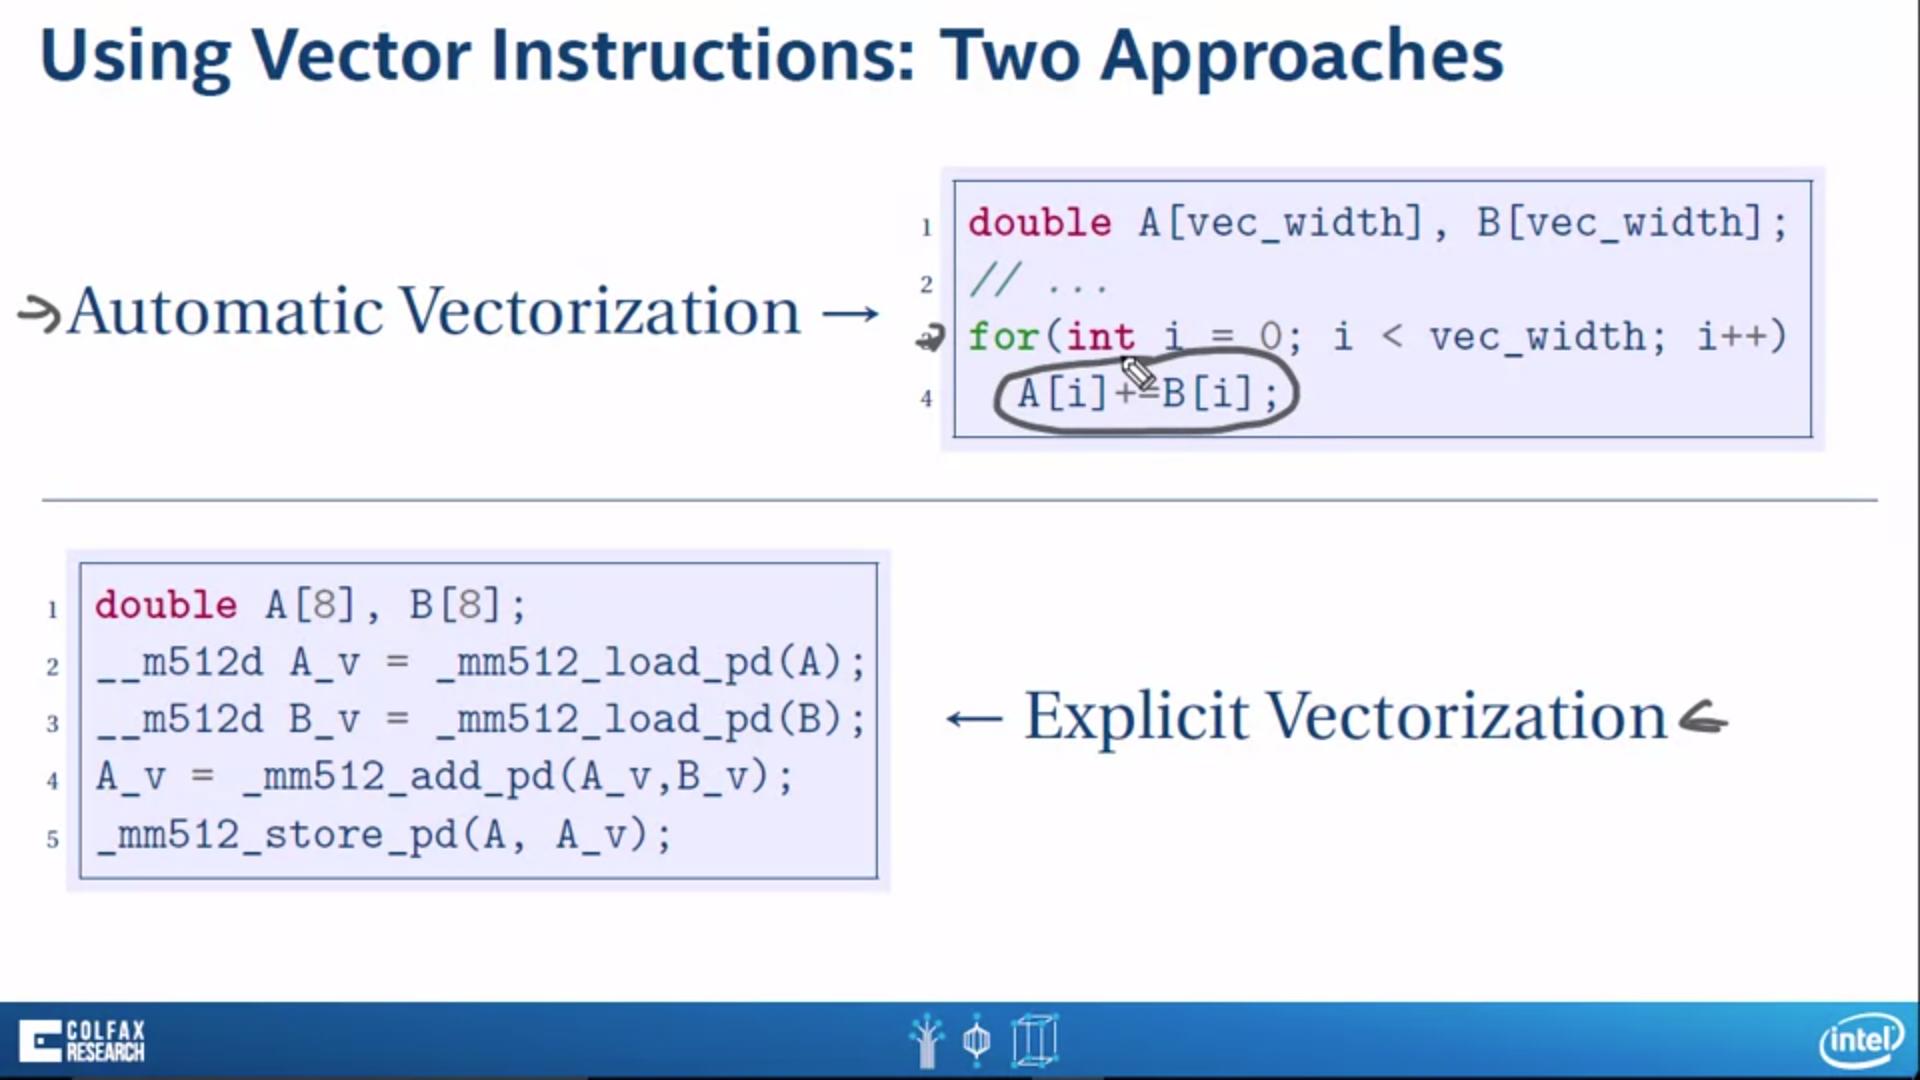 Using Vector Instructions: Two Approaches
Automatic Vectorization →
1 double A[vec_width], B[vec_width];
2 // ...
for(int i = 0; i < vec_width; i++)
4 A[i]+=B[i];
1 double A[8], B[8];
2 __m512d A_v = _mm512_load_pd(A);
3 __m512d B_v = _mm512_load_pd(B);
4 A_v = _mm512_add_pd(A_v,B_v);
5 _mm512_store_pd(A, A_v);
← Explicit Vectorization
COLFAX
RESEARCH
intel